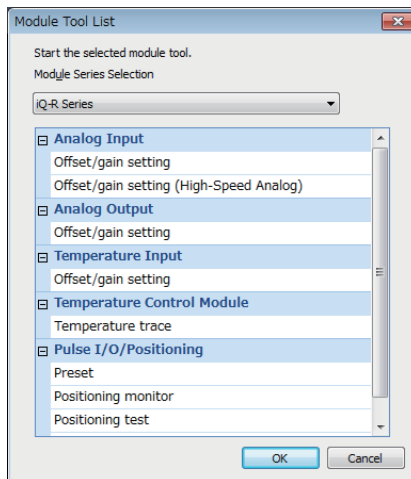 Module Tool List
Start the selected module tool.
Module Series Selection
iQ-R Series
Analog Input
Offset/gain setting
Offset/gain setting (High-Speed Analog)
Analog Output
Offset/gain setting
Temperature Input
Offset/gain setting
Temperature Control Module
Temperature trace
Pulse I/O/Positioning
Preset
Positioning monitor
Positioning test
OK Cancel